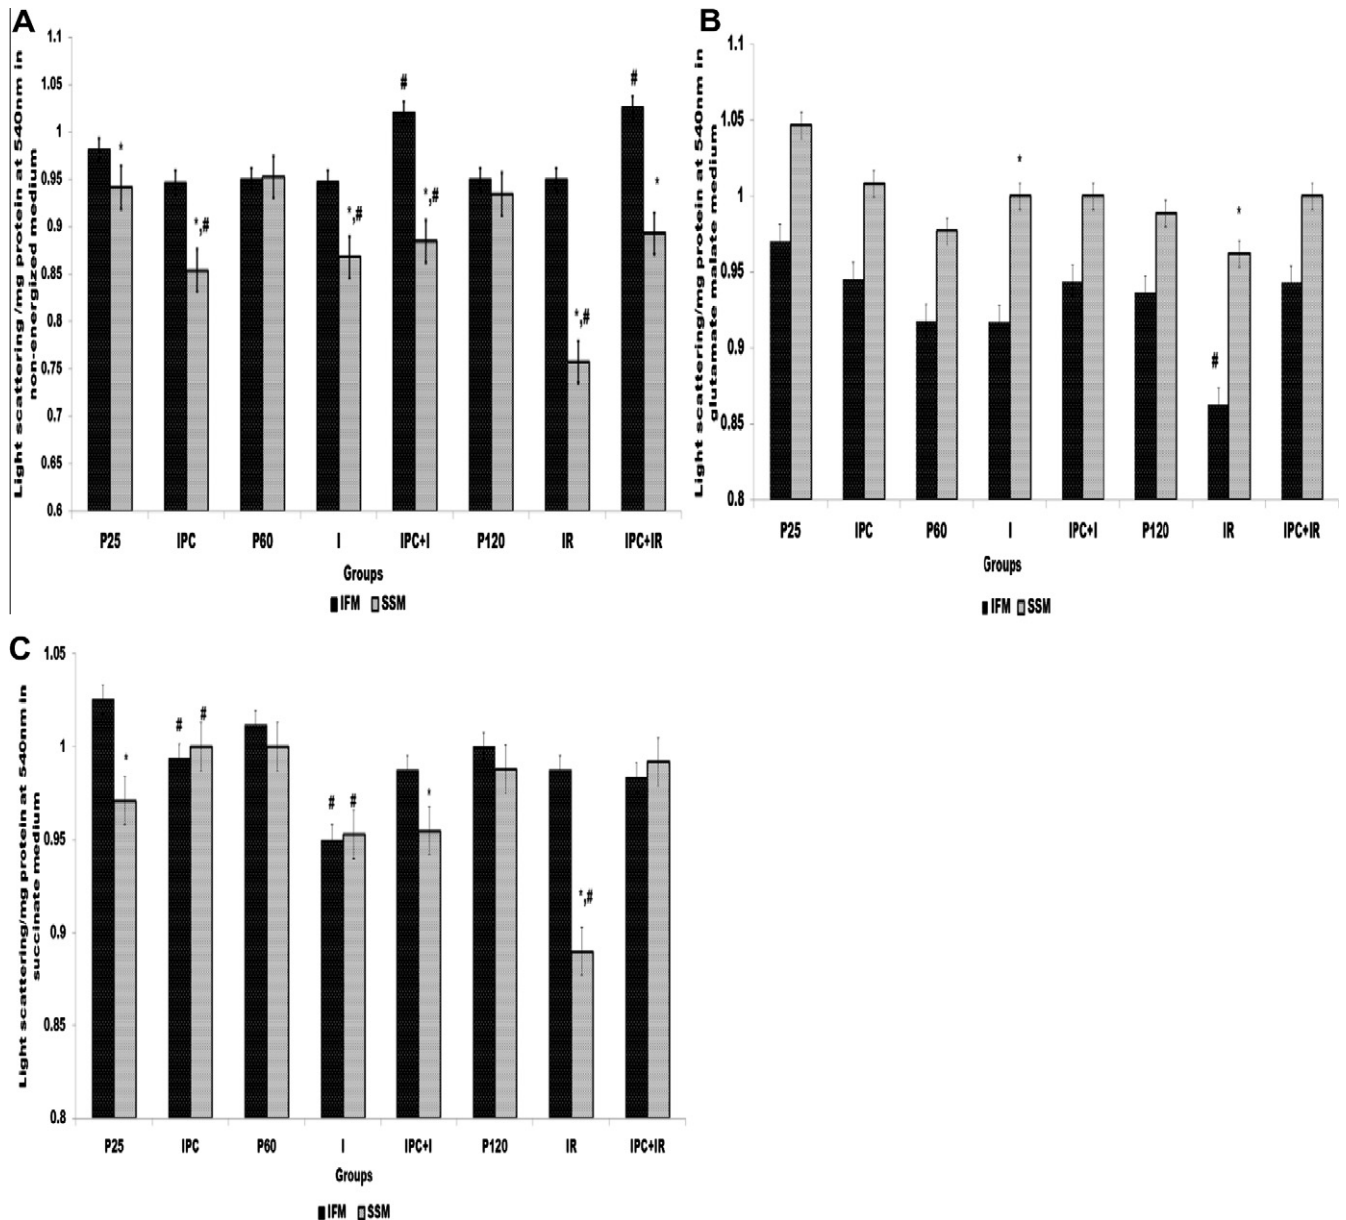 A
Light scattering /mg protein at 540nm in
non-energized medium
1.1
1.05
1
0.95
0.9
0.85
0.8
0.75
0.7
0.65
0.6
*
*,#
*,#
#
*,#
*,#
#
*
P25 IPC P60 I IPC+I P120 IR IPC+IR
Groups
IFM SSM
B
Light scattering/mg protein at 540nm in
glutamate malate medium
1.1
1.05
1
0.95
0.9
0.85
0.8
*
#
*
P25 IPC P60 I IPC+I P120 IR IPC+IR
Groups
IFM SSM
C
Light scattering/mg protein at 540nm in
succinate medium
1.05
1
0.95
0.9
0.85
0.8
*
# #
# #
*
*,#
P25 IPC P60 I IPC+I P120 IR IPC+IR
Groups
IFM SSM